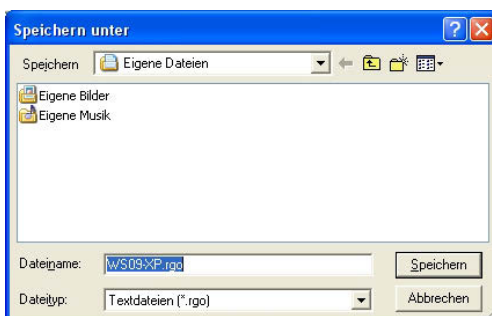 Speichern unter
Speichern Eigene Dateien
Eigene Bilder
Eigene Musik
Dateiname: WS09-XP.rgo Speichern
Dateityp: Textdateien (*.rgo) Abbrechen